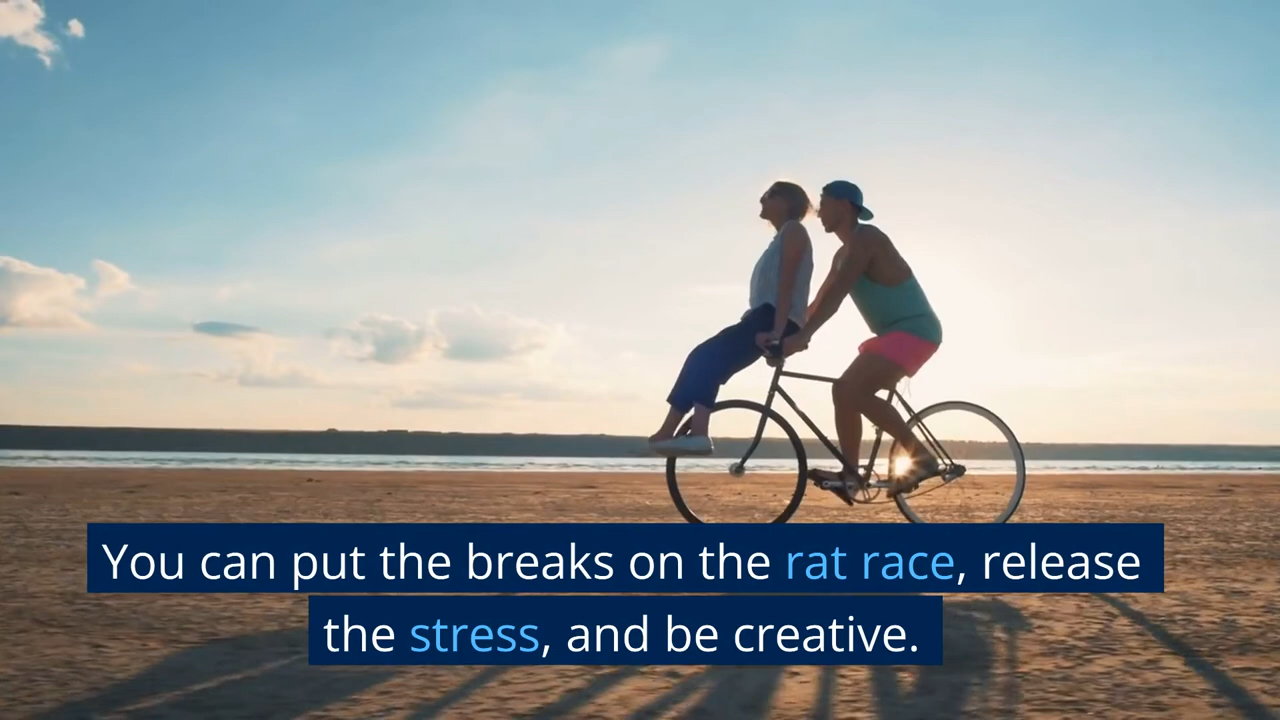 You can put the breaks on the rat race, release
the stress, and be creative.